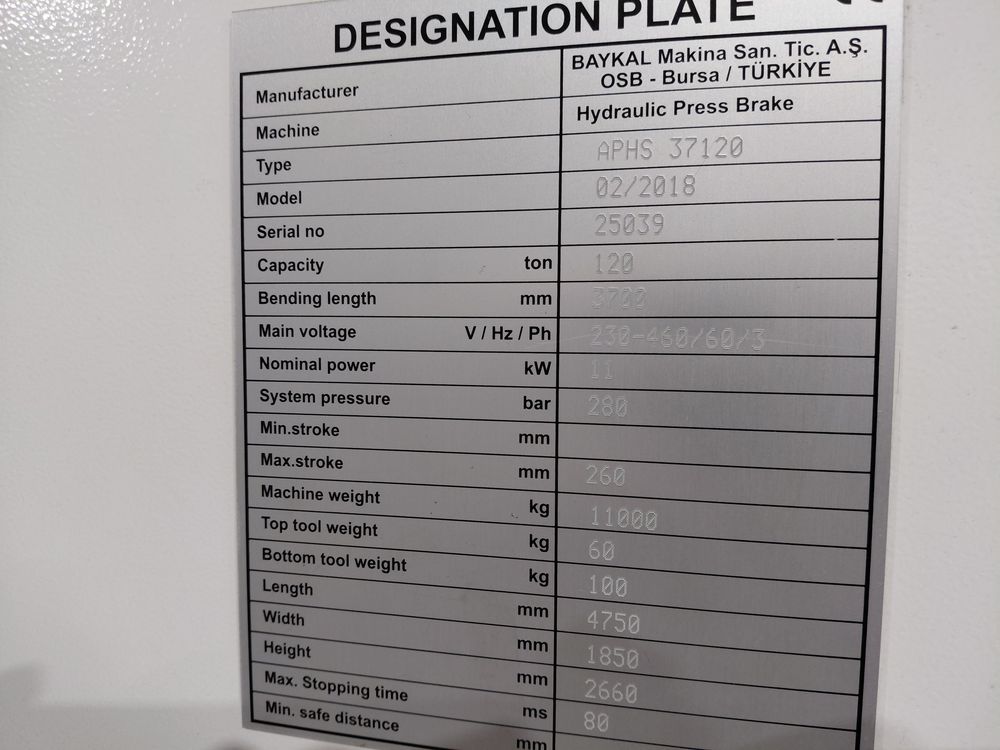 DESIGNATION PLATE
Manufacturer BAYKAL Makina San. Tic. A.Ş.
OSB - Bursa / TÜRKİYE
Machine Hydraulic Press Brake
Type APHS 37120
Model 02/2018
Serial no 25039
Capacity ton 120
Bending length mm 3700
Main voltage V / Hz / Ph 230-460/60/3
Nominal power kW 11
System pressure bar 280
Min.stroke mm
Max.stroke mm 260
Machine weight kg 11000
Top tool weight kg 60
Bottom tool weight kg 100
Length mm 4750
Width mm 1850
Height mm 2660
Max. Stopping time ms 80
Min. safe distance mm